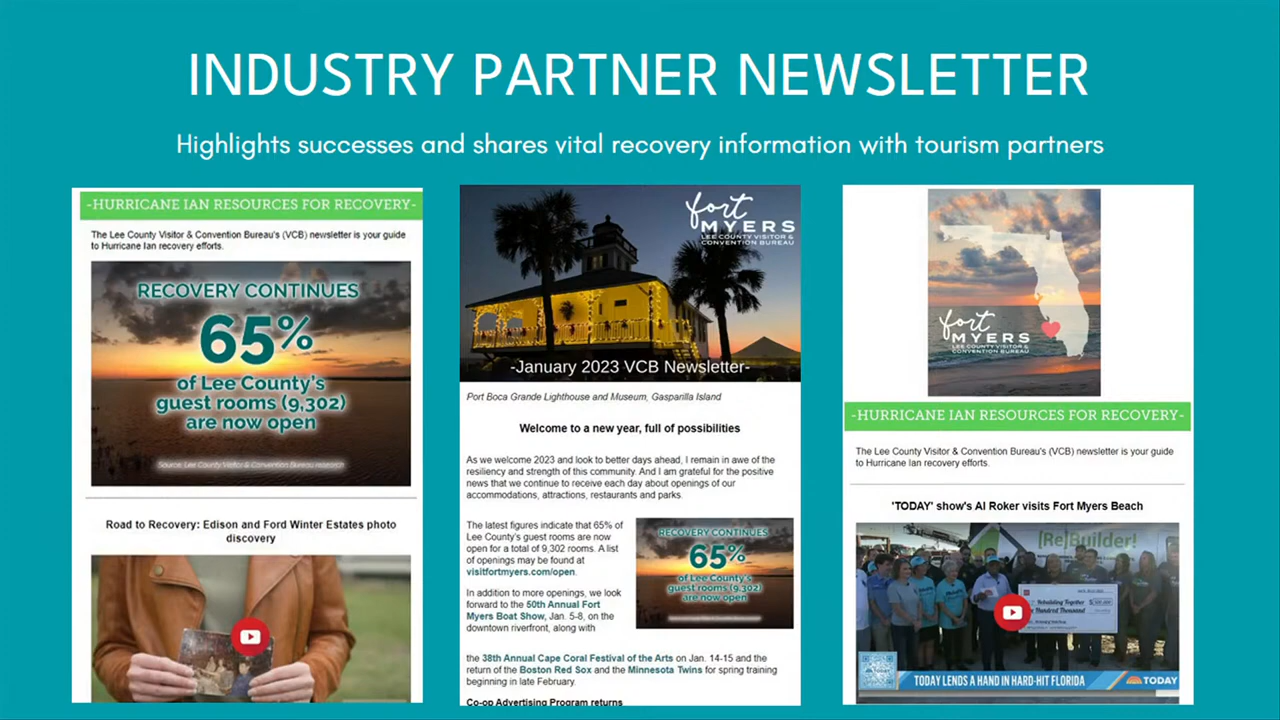 INDUSTRY PARTNER NEWSLETTER
Highlights successes and shares vital recovery information with tourism partners
-HURRICANE IAN RESOURCES FOR RECOVERY-
The Lee County Visitor & Convention Bureau's (VCB) newsletter is your guide
to Hurricane Ian recovery efforts.
RECOVERY CONTINUES
65%
of Lee County's
guest rooms (9,302)
are now open
Source: Lee County Visitor & Convention Bureau research
Road to Recovery: Edison and Ford Winter Estates photo
discovery
fort
MYERS
LEE COUNTY VISITOR &
CONVENTION BUREAU
-January 2023 VCB Newsletter-
Port Boca Grande Lighthouse and Museum, Gasparilla Island
Welcome to a new year, full of possibilities
As we welcome 2023 and look to better days ahead, I remain in awe of the
resiliency and strength of this community. And I am grateful for the positive
news that we continue to receive each day about openings of our
accommodations, attractions, restaurants and parks.
The latest figures indicate that 65% of
Lee County's guest rooms are now
open for a total of 9,302 rooms. A list
of openings may be found at
visitfortmyers.com/open.
In addition to more openings, we look
forward to the 50th Annual Fort
Myers Boat Show, Jan. 5-8, on the
downtown riverfront, along with
RECOVERY CONTINUES
65%
of Lee County's
guest rooms (9,302)
are now open
the 38th Annual Cape Coral Festival of the Arts on Jan. 14-15 and the
return of the Boston Red Sox and the Minnesota Twins for spring training
beginning in late February.
Co-op Advertising Program returns
fort
MYERS
LEE COUNTY VISITOR &
CONVENTION BUREAU
-HURRICANE IAN RESOURCES FOR RECOVERY-
The Lee County Visitor & Convention Bureau's (VCB) newsletter is your guide
to Hurricane Ian recovery efforts.
'TODAY' show's Al Roker visits Fort Myers Beach
[Re]Builder!
Rebuilding Together
Hundred Thousand
TODAY LENDS A HAND IN HARD-HIT FLORIDA
TODAY